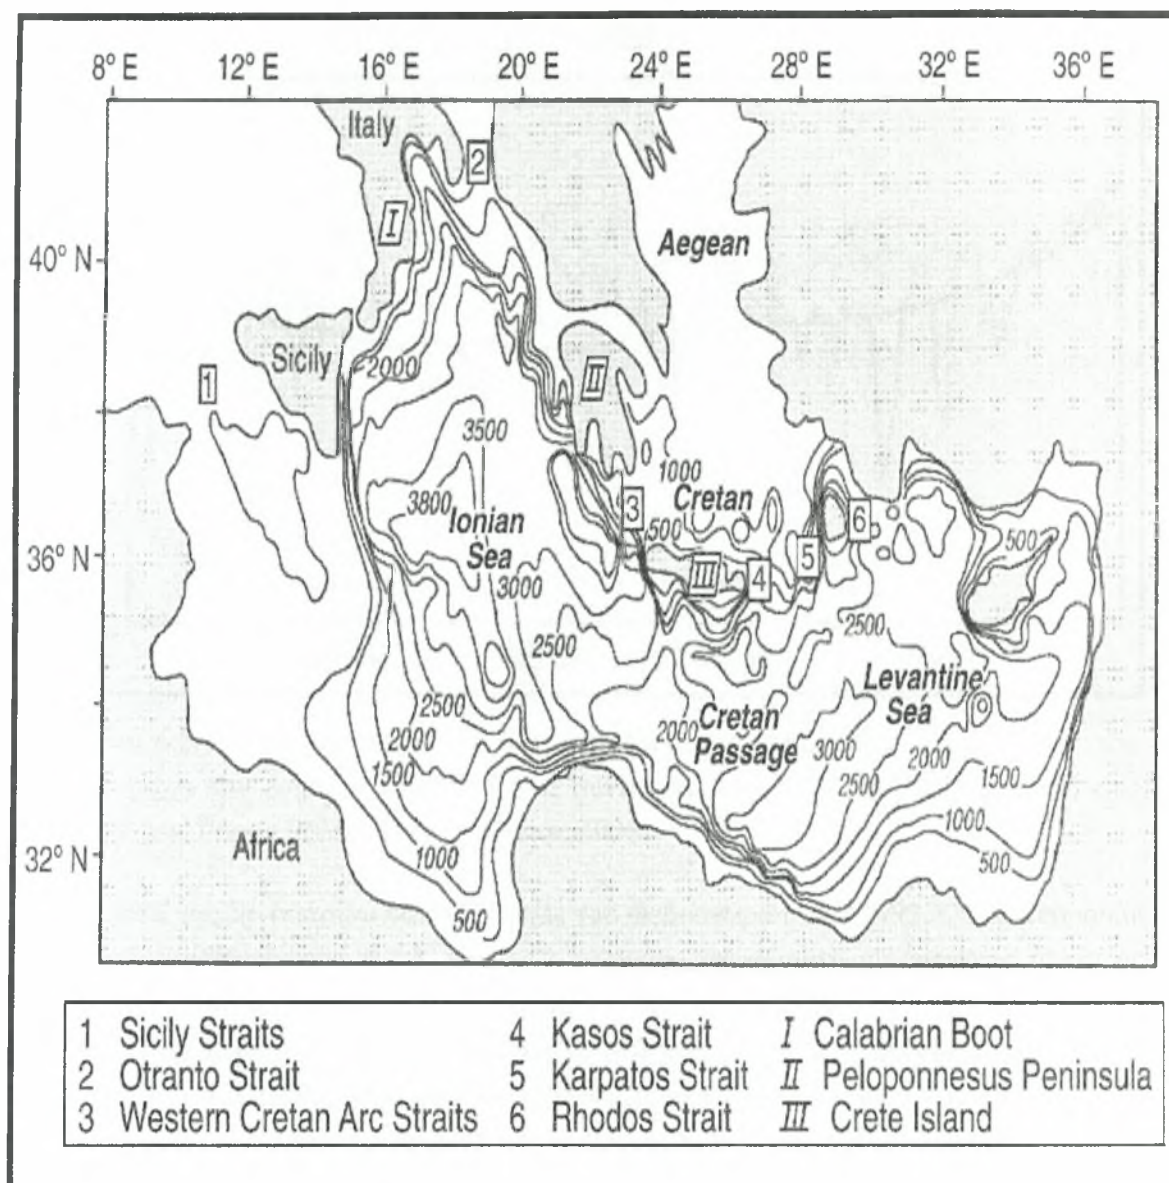 8° E 12° E 16° E 20° E 24° E 28° E 32° E 36° E
Italy
2
I
Aegean
40° N
Sicily
2000
1
II
3500
1000
3800
Cretan
Ionian
Sea
3
500
6
36° N
III
4
5
500
3000
2500
2500
Levantine
Sea
2500
2000
Cretan
Passage
2000
3000
2000
1500
2500
1500
1000
Africa
32° N
1000
500
500
1 Sicily Straits 4 Kasos Strait I Calabrian Boot
2 Otranto Strait 5 Karpatos Strait II Peloponnesus Peninsula
3 Western Cretan Arc Straits 6 Rhodos Strait III Crete Island